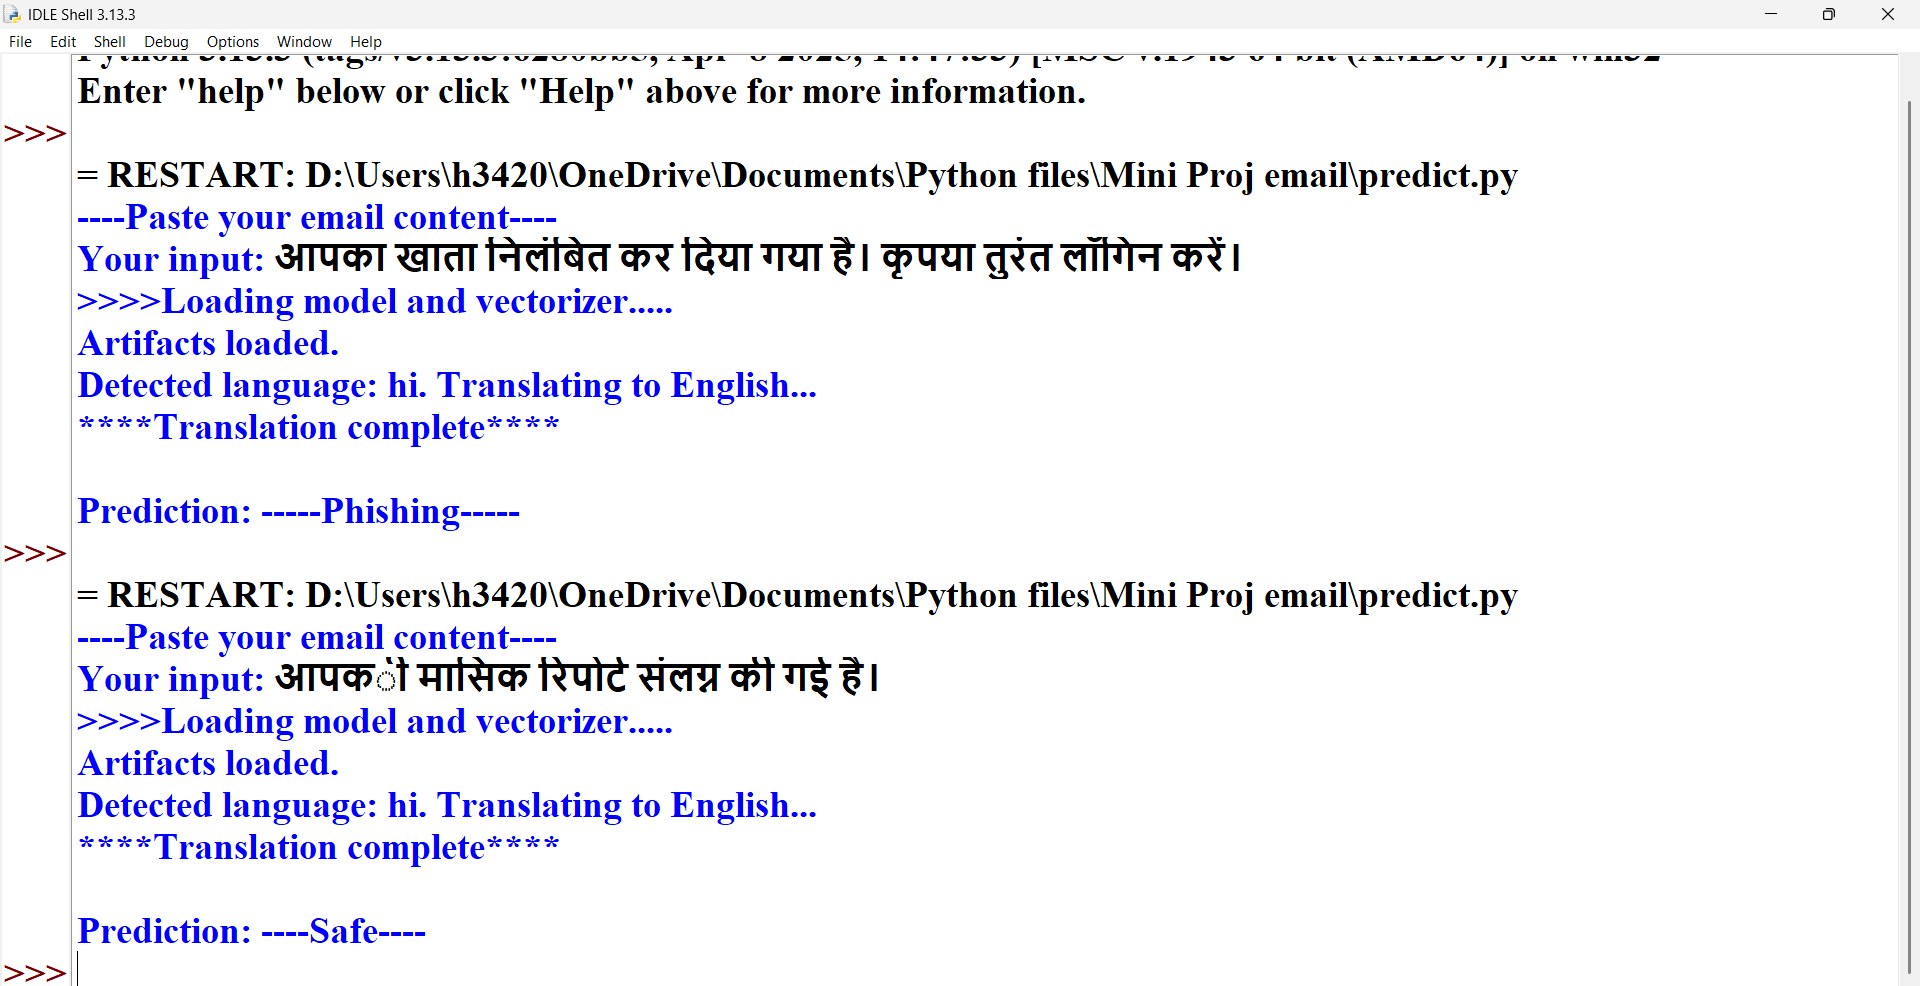 IDLE Shell 3.13.3
File Edit Shell Debug Options Window Help
Enter "help" below or click "Help" above for more information.
>>>
= RESTART: D:\Users\h3420\OneDrive\Documents\Python files\Mini Proj email\predict.py
----Paste your email content----
Your input: आपका खाता निलंबित कर दिया गया है। कृपया तुरंत लॉगिन करें।
>>>>Loading model and vectorizer.....
Artifacts loaded.
Detected language: hi. Translating to English...
****Translation complete****
Prediction: -----Phishing-----
>>>
= RESTART: D:\Users\h3420\OneDrive\Documents\Python files\Mini Proj email\predict.py
----Paste your email content----
Your input: आपकी मासिक रिपोर्ट संलग्न की गई है।
>>>>Loading model and vectorizer.....
Artifacts loaded.
Detected language: hi. Translating to English...
****Translation complete****
Prediction: ----Safe----
>>>